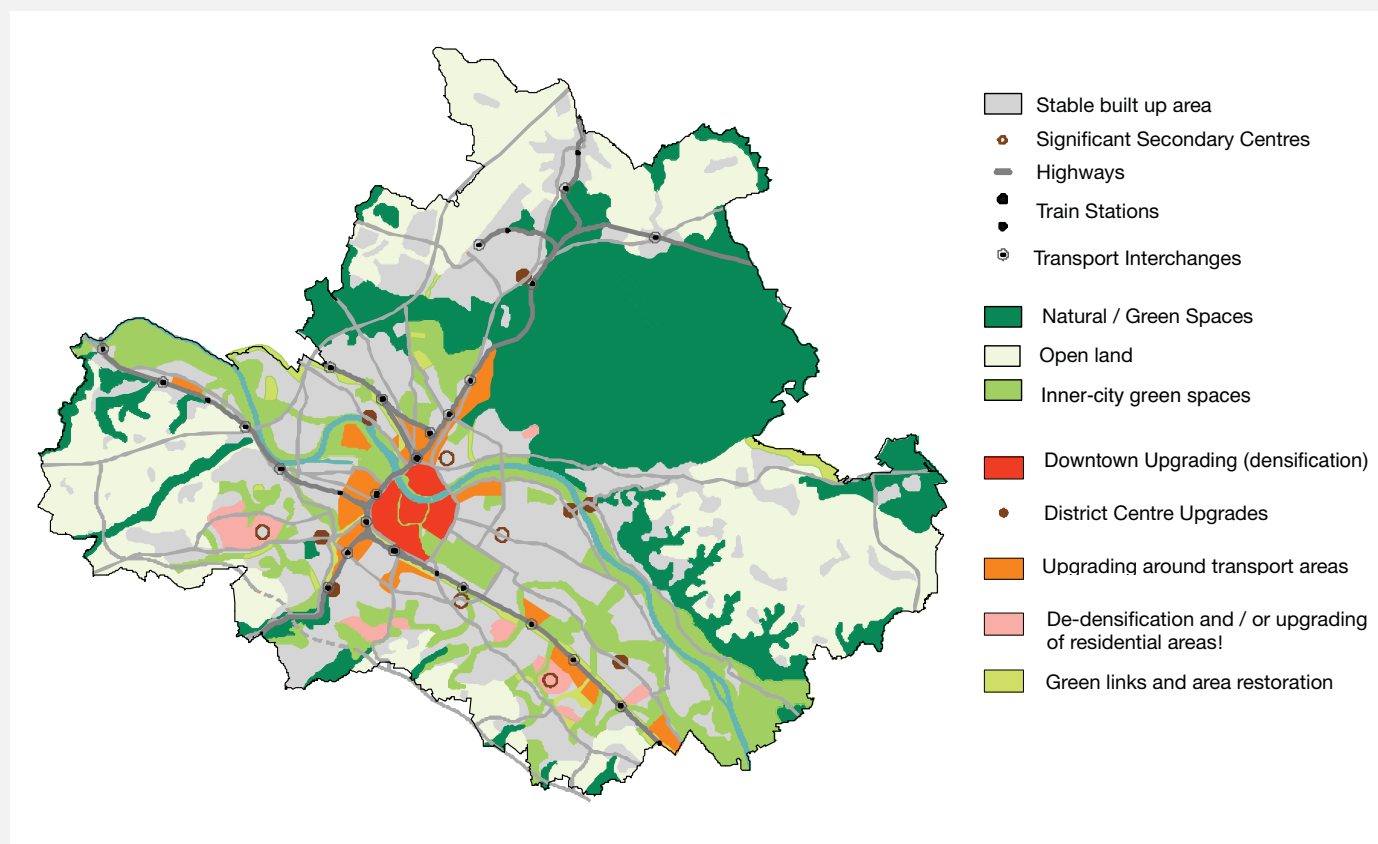 Stable built up area
Significant Secondary Centres
Highways
Train Stations
Transport Interchanges
Natural / Green Spaces
Open land
Inner-city green spaces
Downtown Upgrading (densification)
District Centre Upgrades
Upgrading around transport areas
De-densification and / or upgrading
of residential areas!
Green links and area restoration